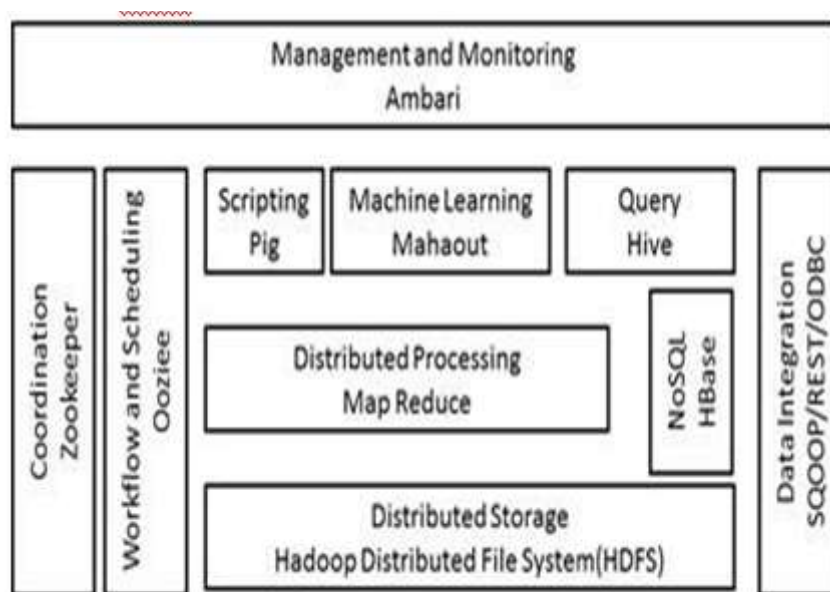 Management and Monitoring
Ambari
Coordination
Zookeeper
Workflow and Scheduling
Ooziee
Scripting
Pig
Machine Learning
Mahaout
Query
Hive
Distributed Processing
Map Reduce
NoSQL
HBase
Data Integration
SQOOP/REST/ODBC
Distributed Storage
Hadoop Distributed File System(HDFS)